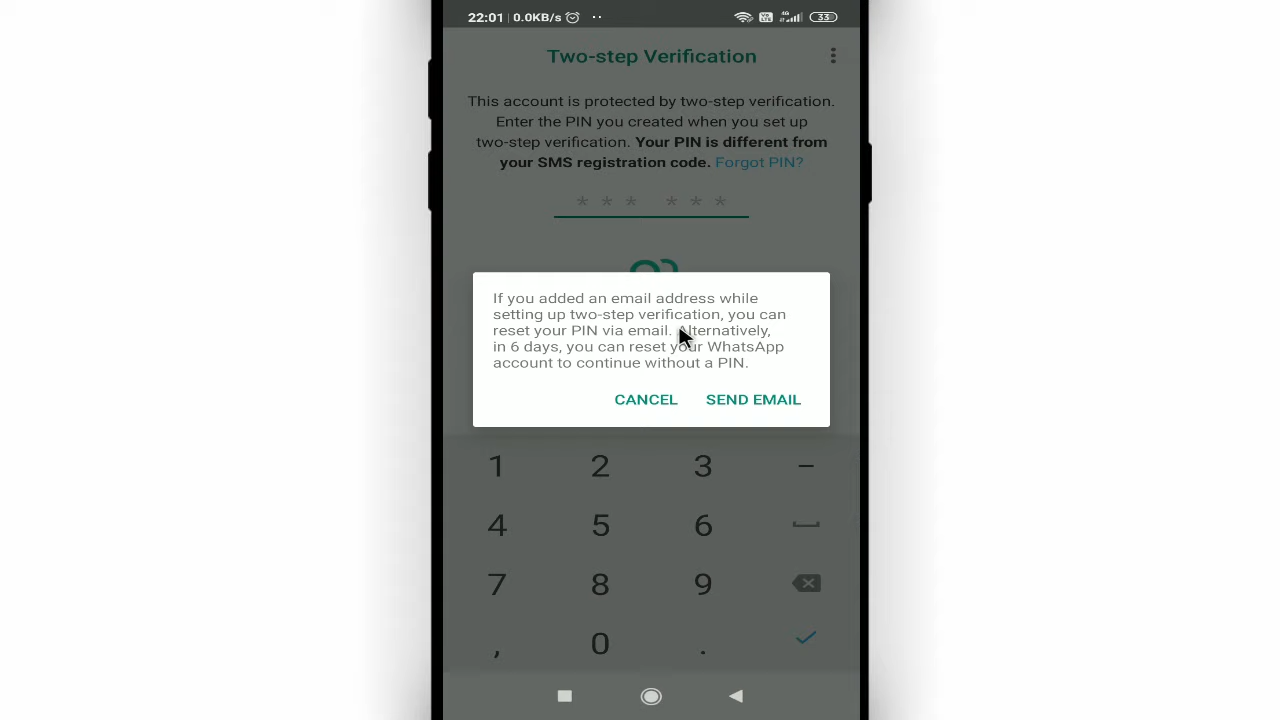 22:01 0.0KB/s
4G
33
Two-step Verification
This account is protected by two-step verification.
Enter the PIN you created when you set up
two-step verification. Your PIN is different from
your SMS registration code. Forgot PIN?
* * * * * *
If you added an email address while
setting up two-step verification, you can
reset your PIN via email. Alternatively,
in 6 days, you can reset your WhatsApp
account to continue without a PIN.
CANCEL SEND EMAIL
1 2 3 –
4 5 6
7 8 9
, 0 .